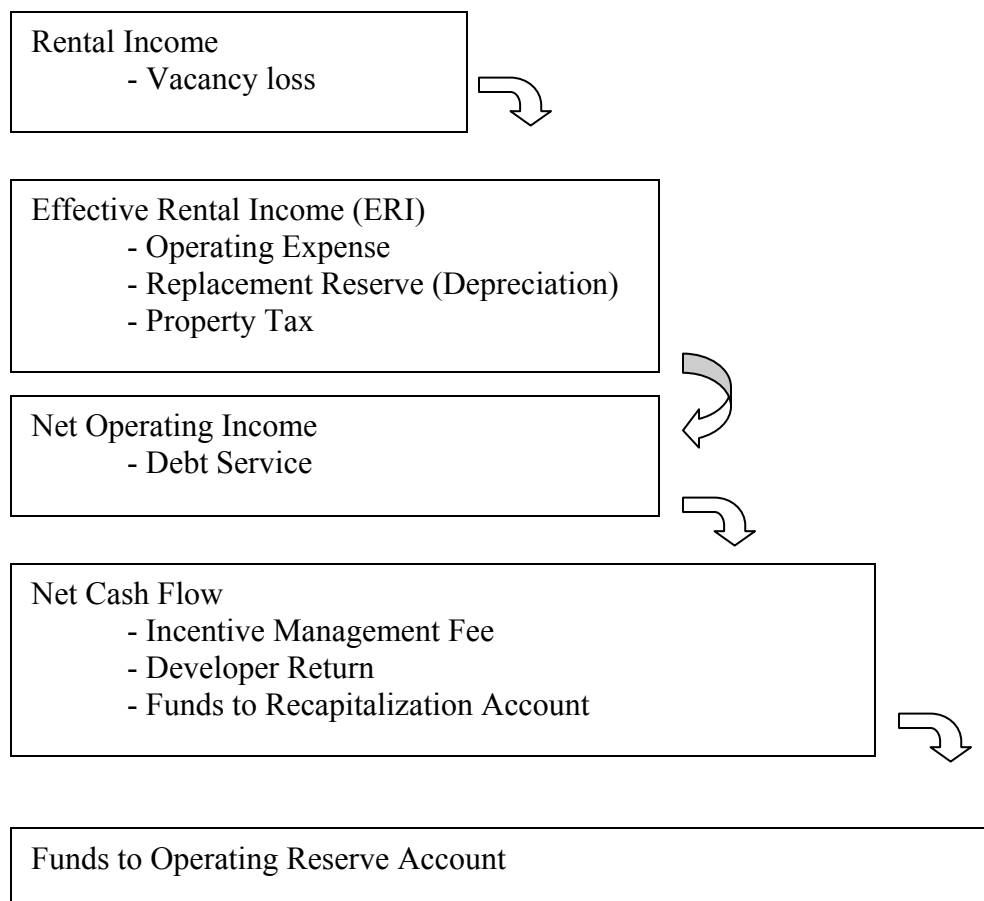 Rental Income
- Vacancy loss
Effective Rental Income (ERI)
- Operating Expense
- Replacement Reserve (Depreciation)
- Property Tax
Net Operating Income
- Debt Service
Net Cash Flow
- Incentive Management Fee
- Developer Return
- Funds to Recapitalization Account
Funds to Operating Reserve Account